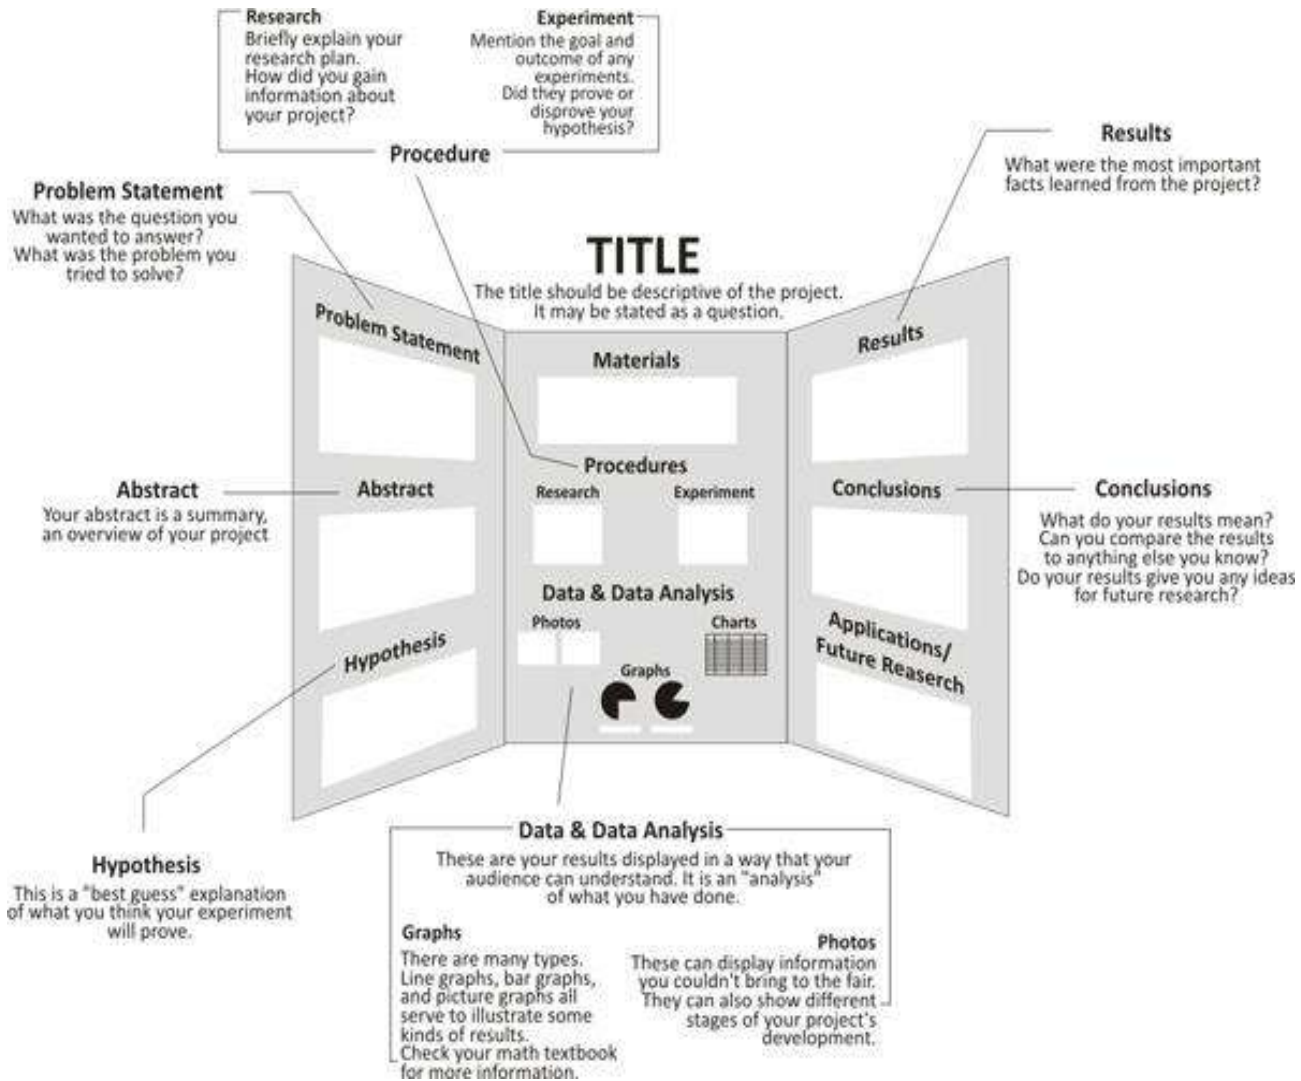 Research
Briefly explain your
research plan.
How did you gain
information about
your project?
Experiment
Mention the goal and
outcome of any
experiments.
Did they prove or
disprove your
hypothesis?
Procedure
Problem Statement
What was the question you
wanted to answer?
What was the problem you
tried to solve?
Results
What were the most important
facts learned from the project?
TITLE
The title should be descriptive of the project.
It may be stated as a question.
Problem Statement
Abstract
Hypothesis
Materials
Procedures
Research
Experiment
Data & Data Analysis
Photos
Charts
Graphs
Results
Conclusions
Applications/
Future Reaserch
Abstract
Your abstract is a summary,
an overview of your project
Conclusions
What do your results mean?
Can you compare the results
to anything else you know?
Do your results give you any ideas
for future research?
Hypothesis
This is a "best guess" explanation
of what you think your experiment
will prove.
Data & Data Analysis
These are your results displayed in a way that your
audience can understand. It is an "analysis"
of what you have done.
Graphs
There are many types.
Line graphs, bar graphs,
and picture graphs all
serve to illustrate some
kinds of results.
Check your math textbook
for more information.
Photos
These can display information
you couldn't bring to the fair.
They can also show different
stages of your project's
development.